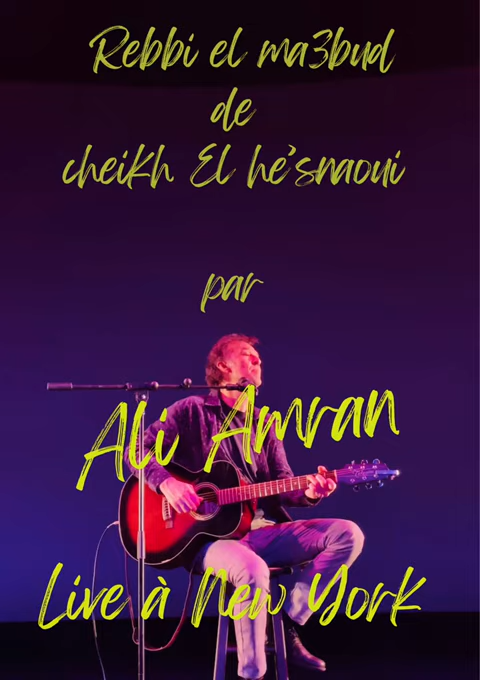 Rebbi el ma3bud
de
cheikh El he'snaoui
par
Ali Amran
Live à New York